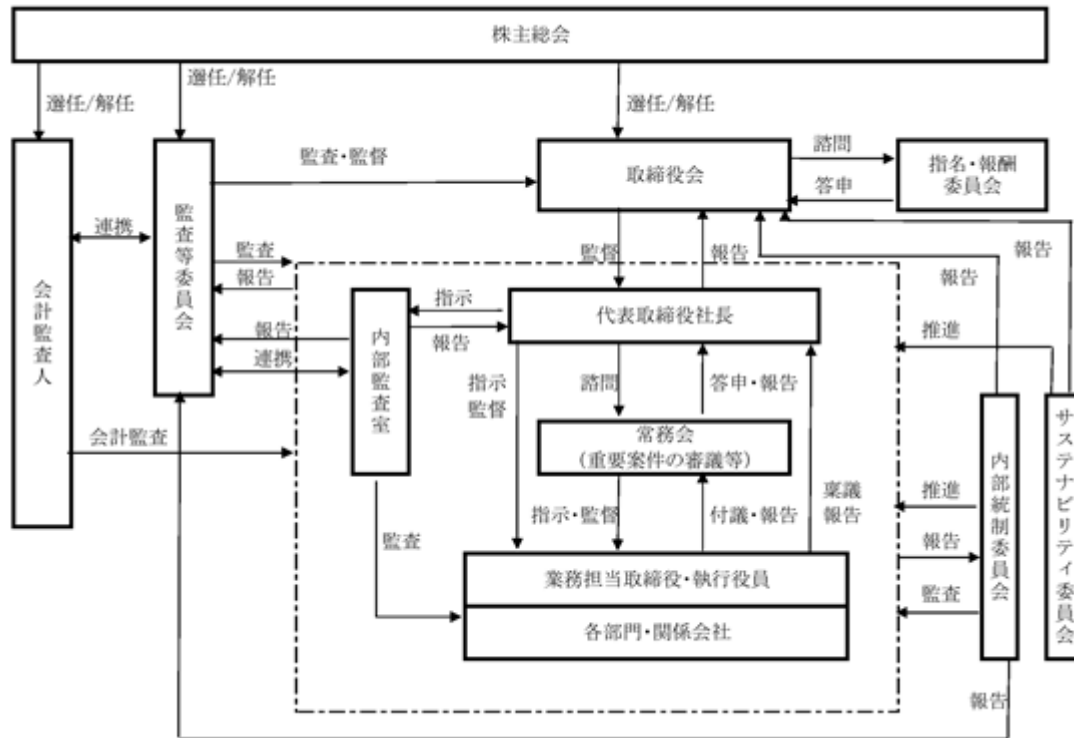 株主総会
選任/解任
選任/解任
選任/解任
会計監査人
監査等委員会
連携
監査・監督
取締役会
諮問
答申
指名・報酬
委員会
監査
報告
監督
報告
報告
報告
内部監査室
指示
報告
代表取締役社長
報告
連携
推進
指示
監督
諮問
答申・報告
会計監査
常務会
（重要案件の審議等）
稟議
報告
内部統制委員会
サステナビリティ委員会
推進
報告
監査
監査
指示・監督
付議・報告
業務担当取締役・執行役員
各部門・関係会社
報告